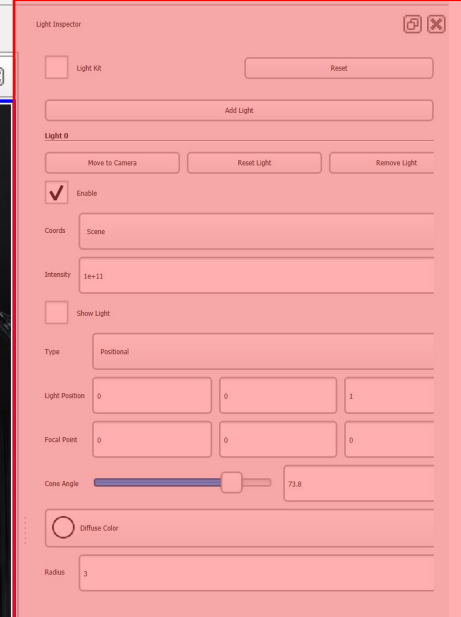 Light Inspector
Light Kit Reset
Add Light
Light 0
Move to Camera Reset Light Remove Light
Enable
Coords Scene
Intensity 1e+11
Show Light
Type Positional
Light Position 0 0 1
Focal Point 0 0 0
Cone Angle 73.8
Diffuse Color
Radius 3